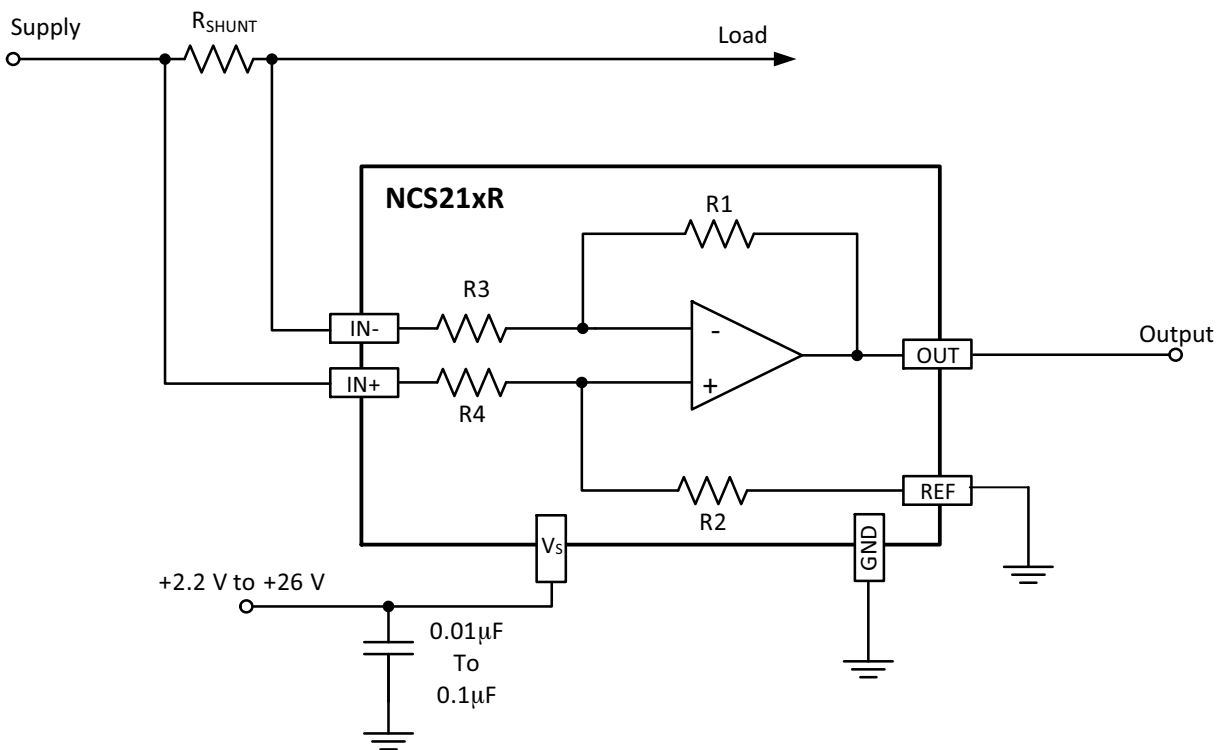 Supply
RSHUNT
Load
NCS21xR
R1
R3
IN-
-
OUT
Output
IN+
+
R4
REF
R2
VS
GND
+2.2 V to +26 V
0.01μF
To
0.1μF